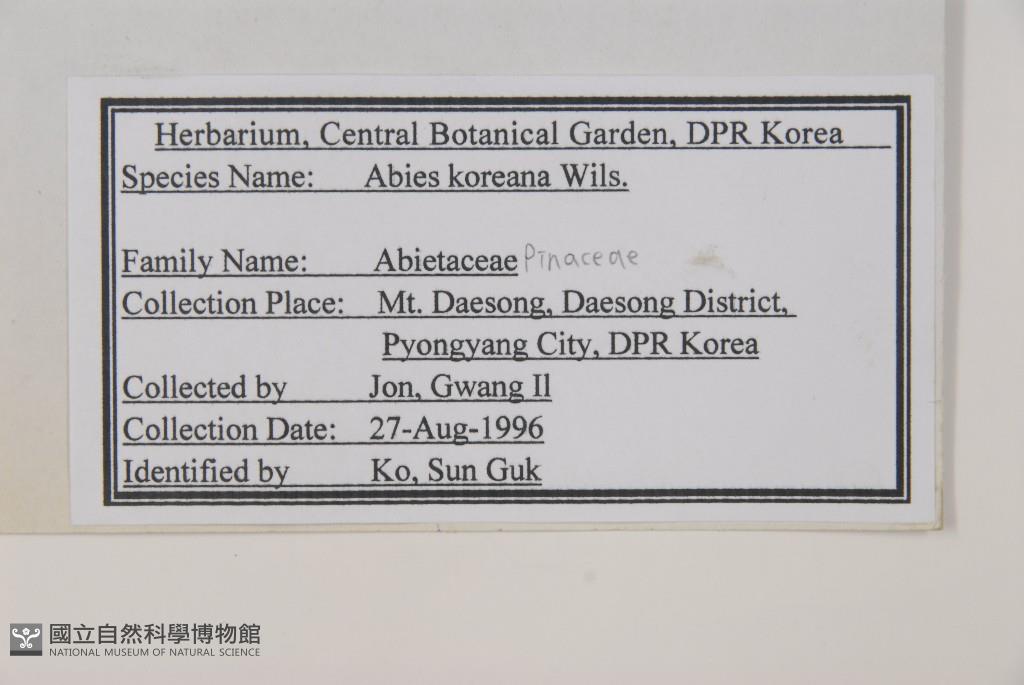 Herbarium, Central Botanical Garden, DPR Korea
Species Name: Abies koreana Wils.
Family Name: Abietaceae Pinaceae
Collection Place: Mt. Daesong, Daesong District,
Pyongyang City, DPR Korea
Collected by Jon, Gwang Il
Collection Date: 27-Aug-1996
Identified by Ko, Sun Guk
國立自然科學博物館
NATIONAL MUSEUM OF NATURAL SCIENCE